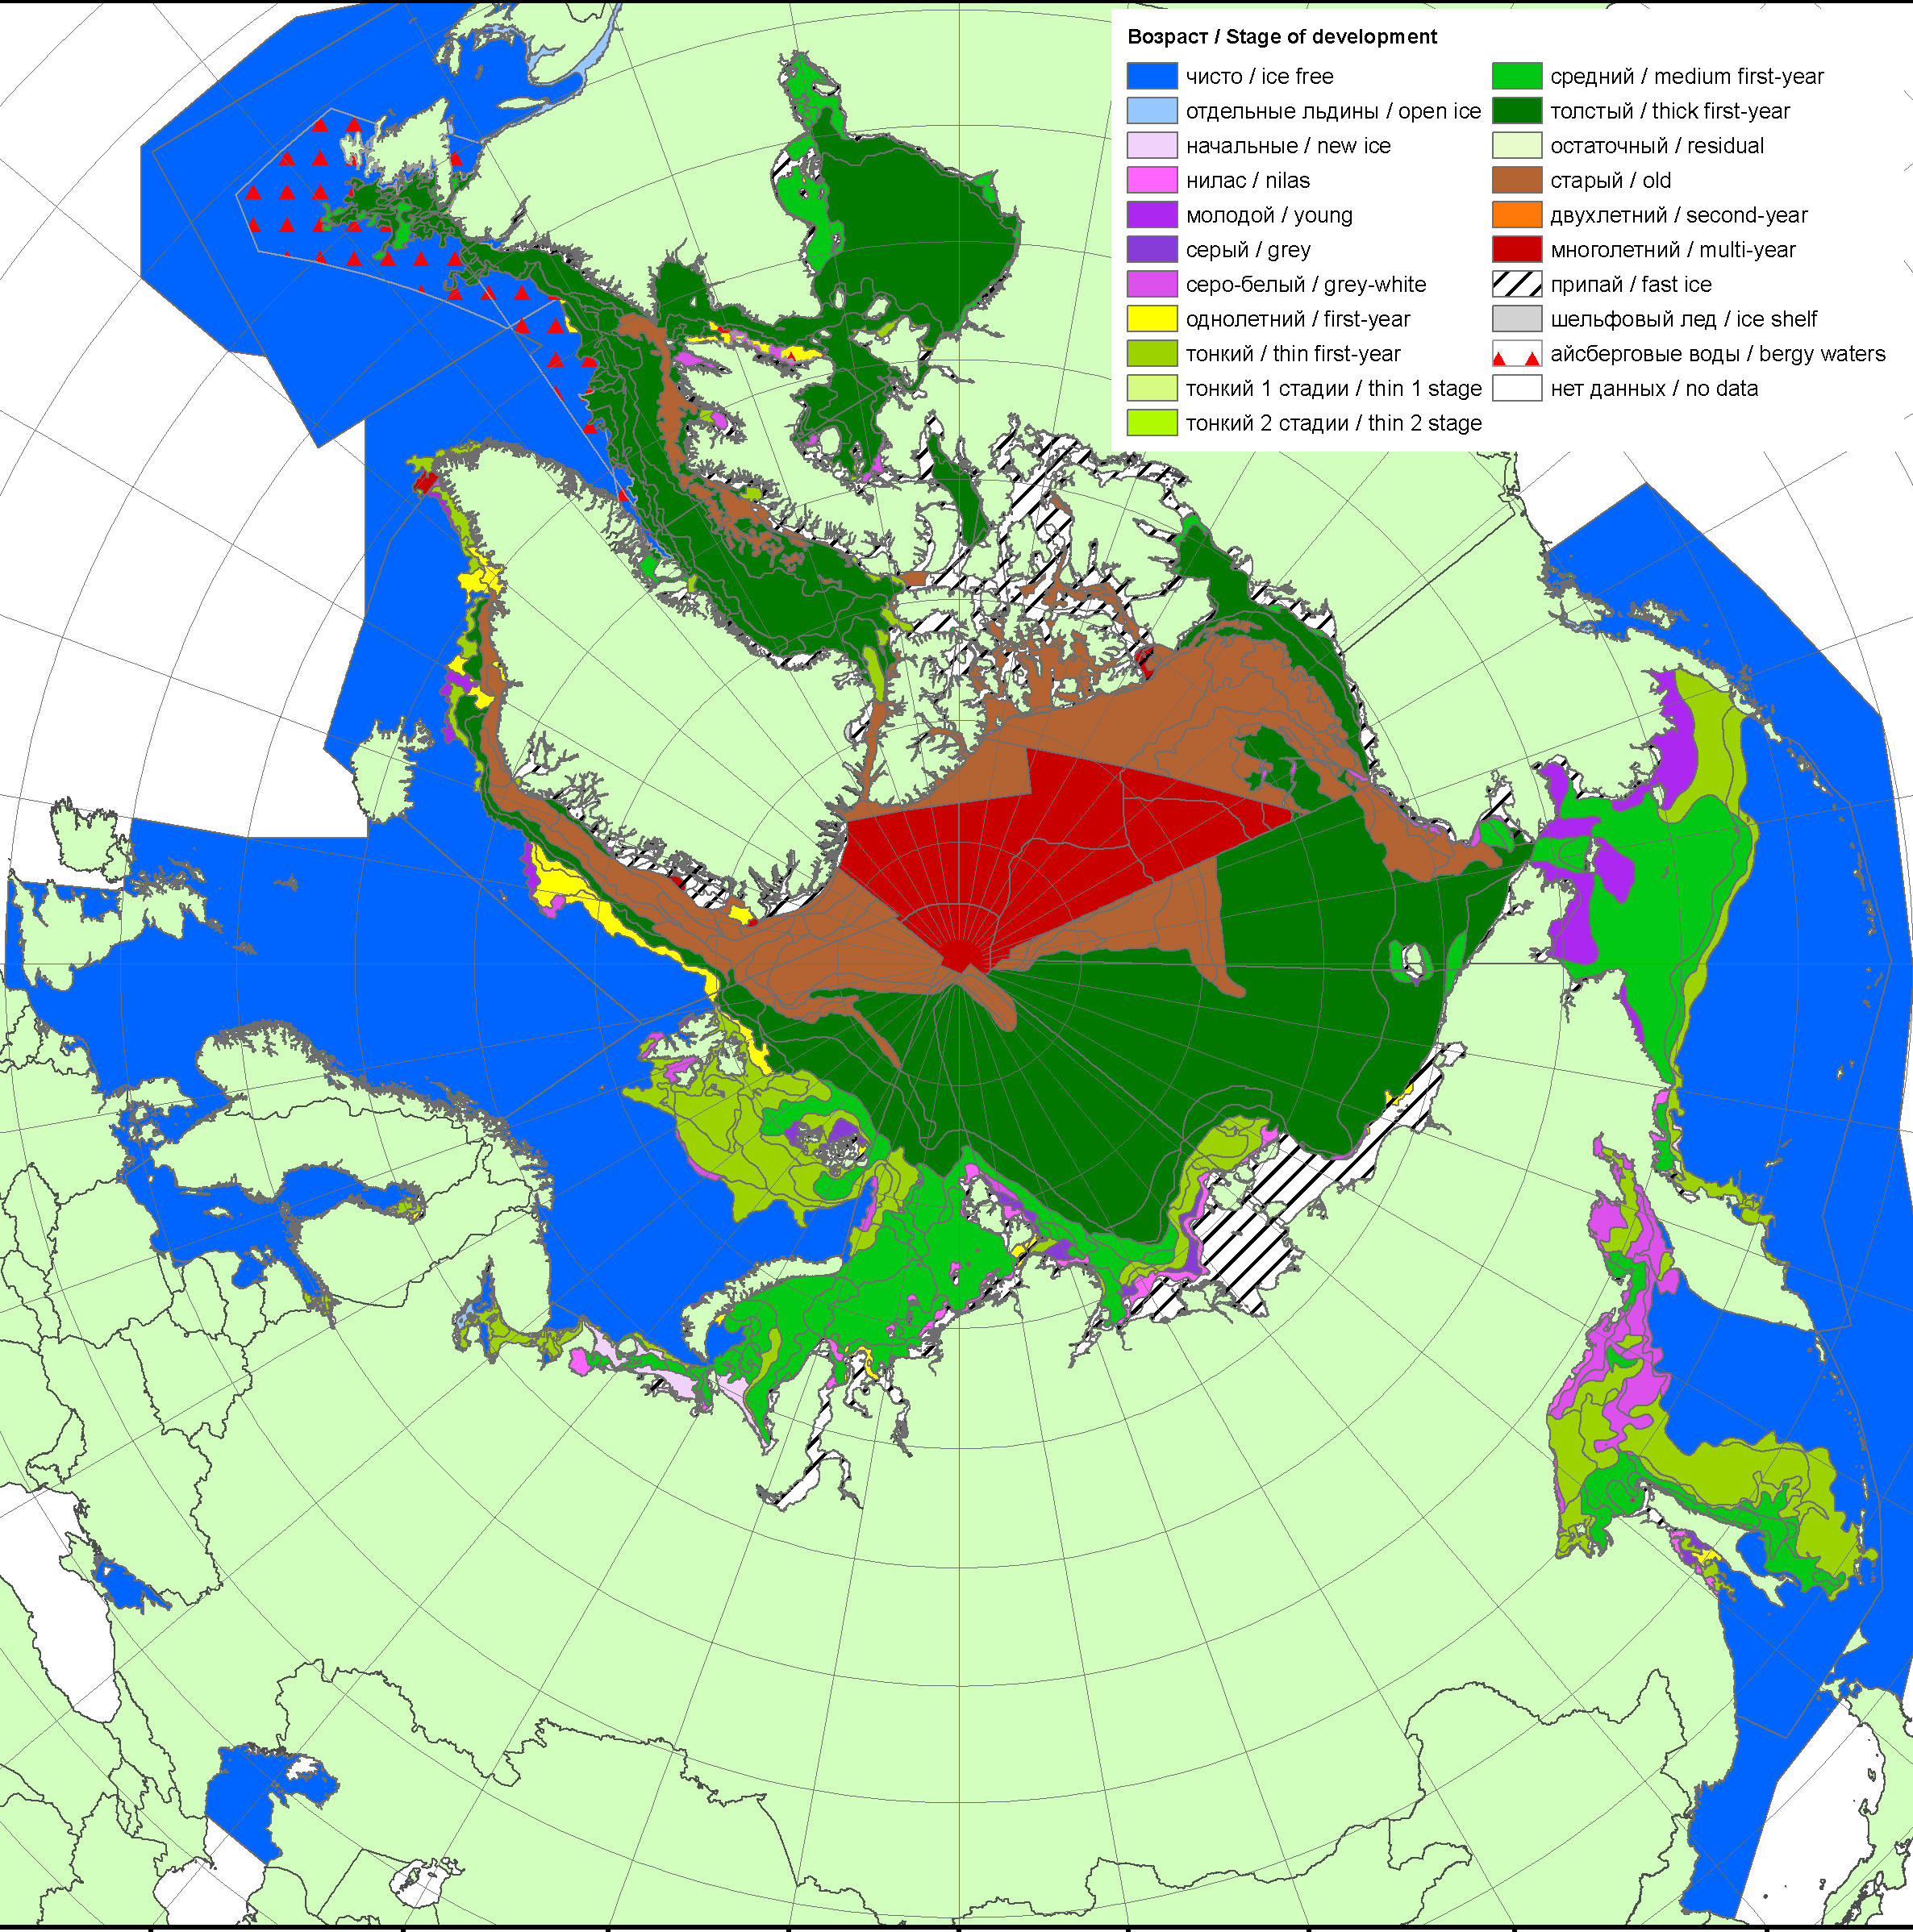 Возраст / Stage of development
чисто / ice free
отдельные льдины / open ice
начальные / new ice
нилас / nilas
молодой / young
серый / grey
серо-белый / grey-white
однолетний / first-year
тонкий / thin first-year
тонкий 1 стадии / thin 1 stage
тонкий 2 стадии / thin 2 stage
средний / medium first-year
толстый / thick first-year
остаточный / residual
старый / old
двухлетний / second-year
многолетний / multi-year
припай / fast ice
шельфовый лед / ice shelf
айсберговые воды / bergy waters
нет данных / no data